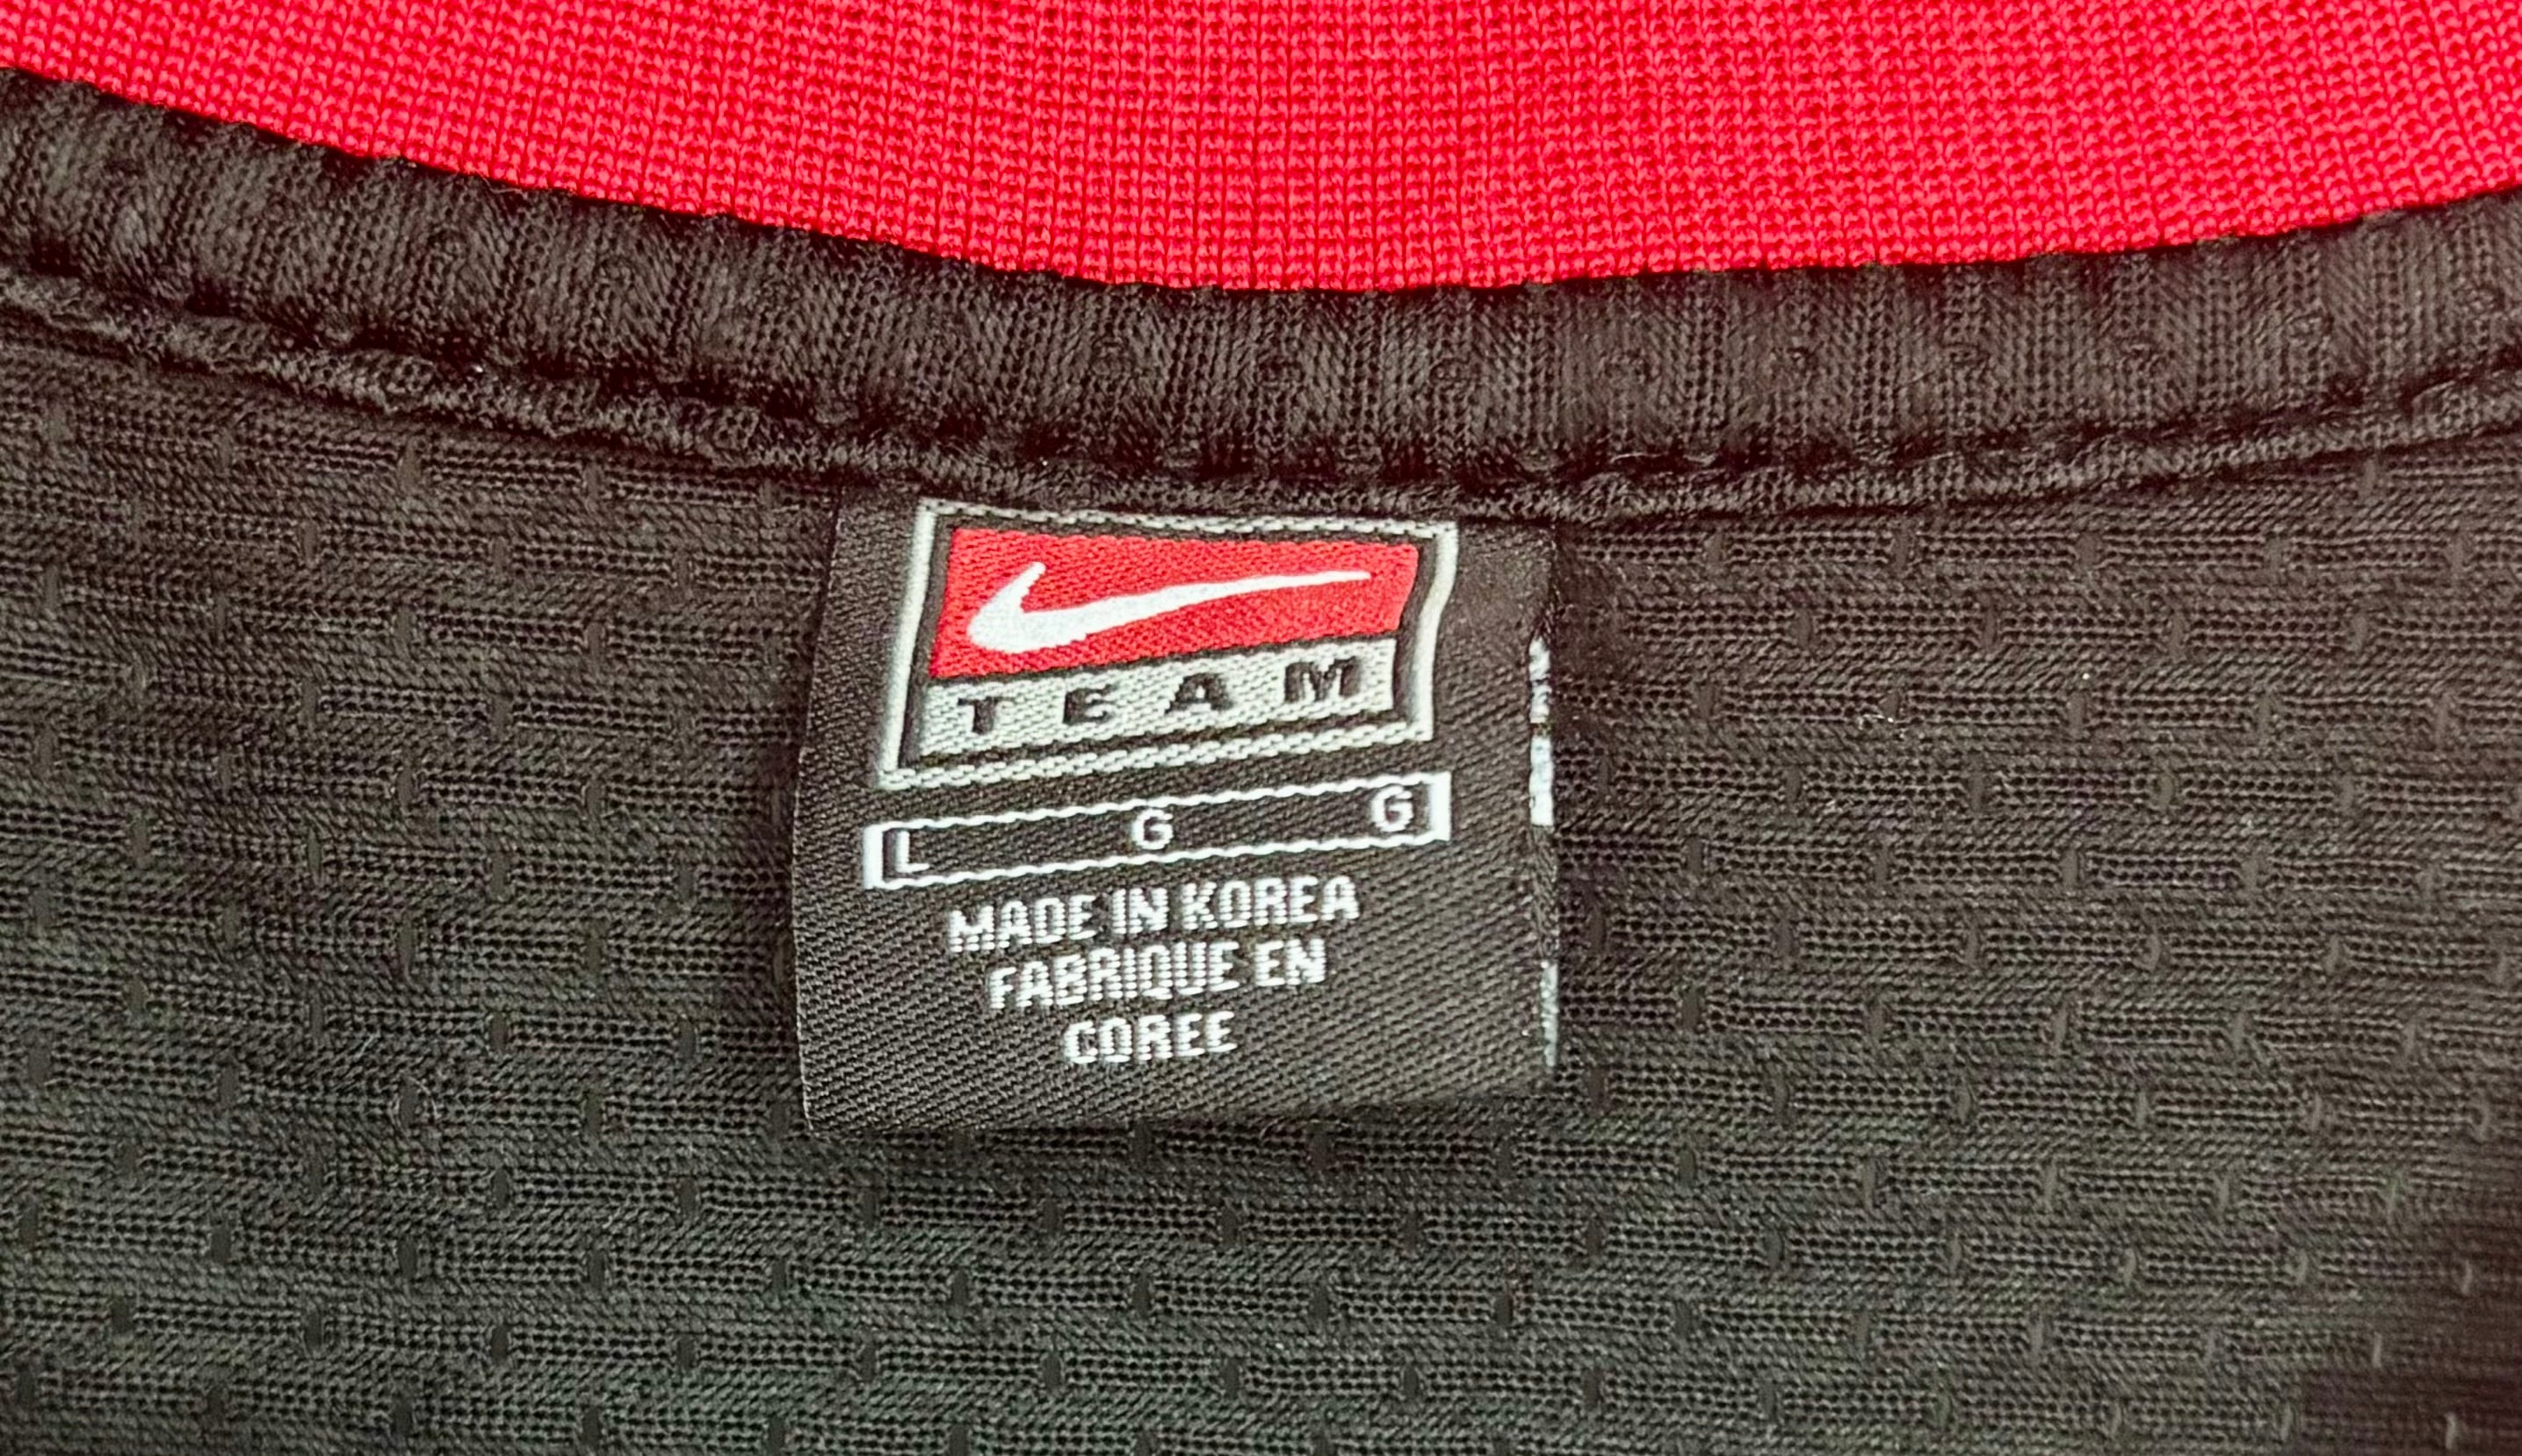 TEAM
L G G
MADE IN KOREA
FABRIQUE EN
COREE